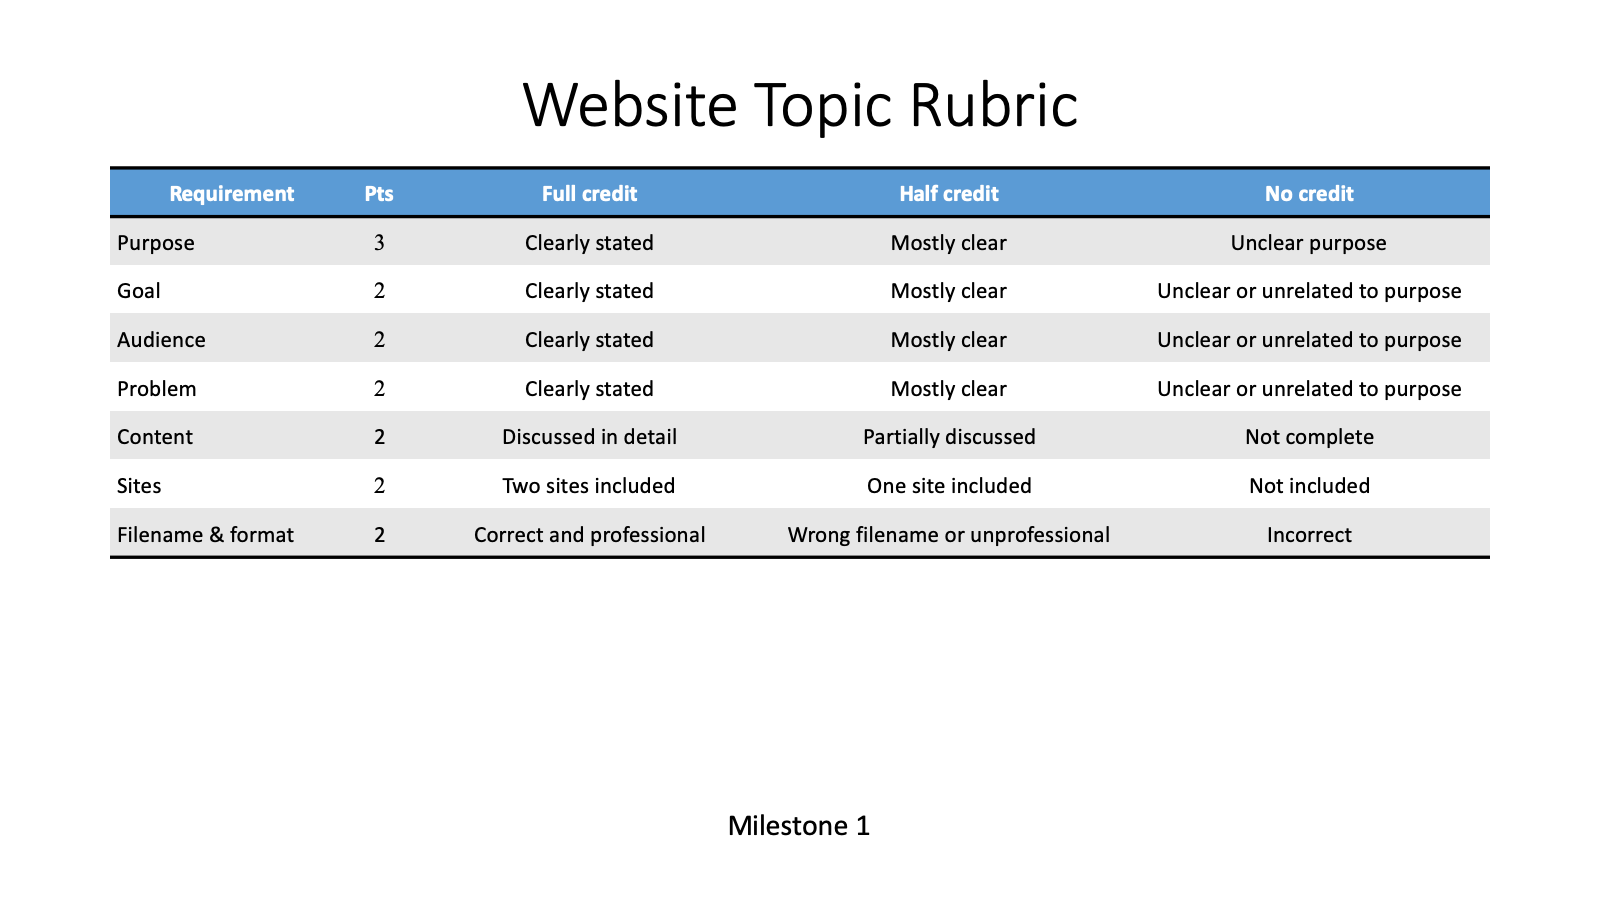 Website Topic Rubric
Requirement Pts Full credit Half credit No credit
Purpose 3 Clearly stated Mostly clear Unclear purpose
Goal 2 Clearly stated Mostly clear Unclear or unrelated to purpose
Audience 2 Clearly stated Mostly clear Unclear or unrelated to purpose
Problem 2 Clearly stated Mostly clear Unclear or unrelated to purpose
Content 2 Discussed in detail Partially discussed Not complete
Sites 2 Two sites included One site included Not included
Filename & format 2 Correct and professional Wrong filename or unprofessional Incorrect
Milestone 1